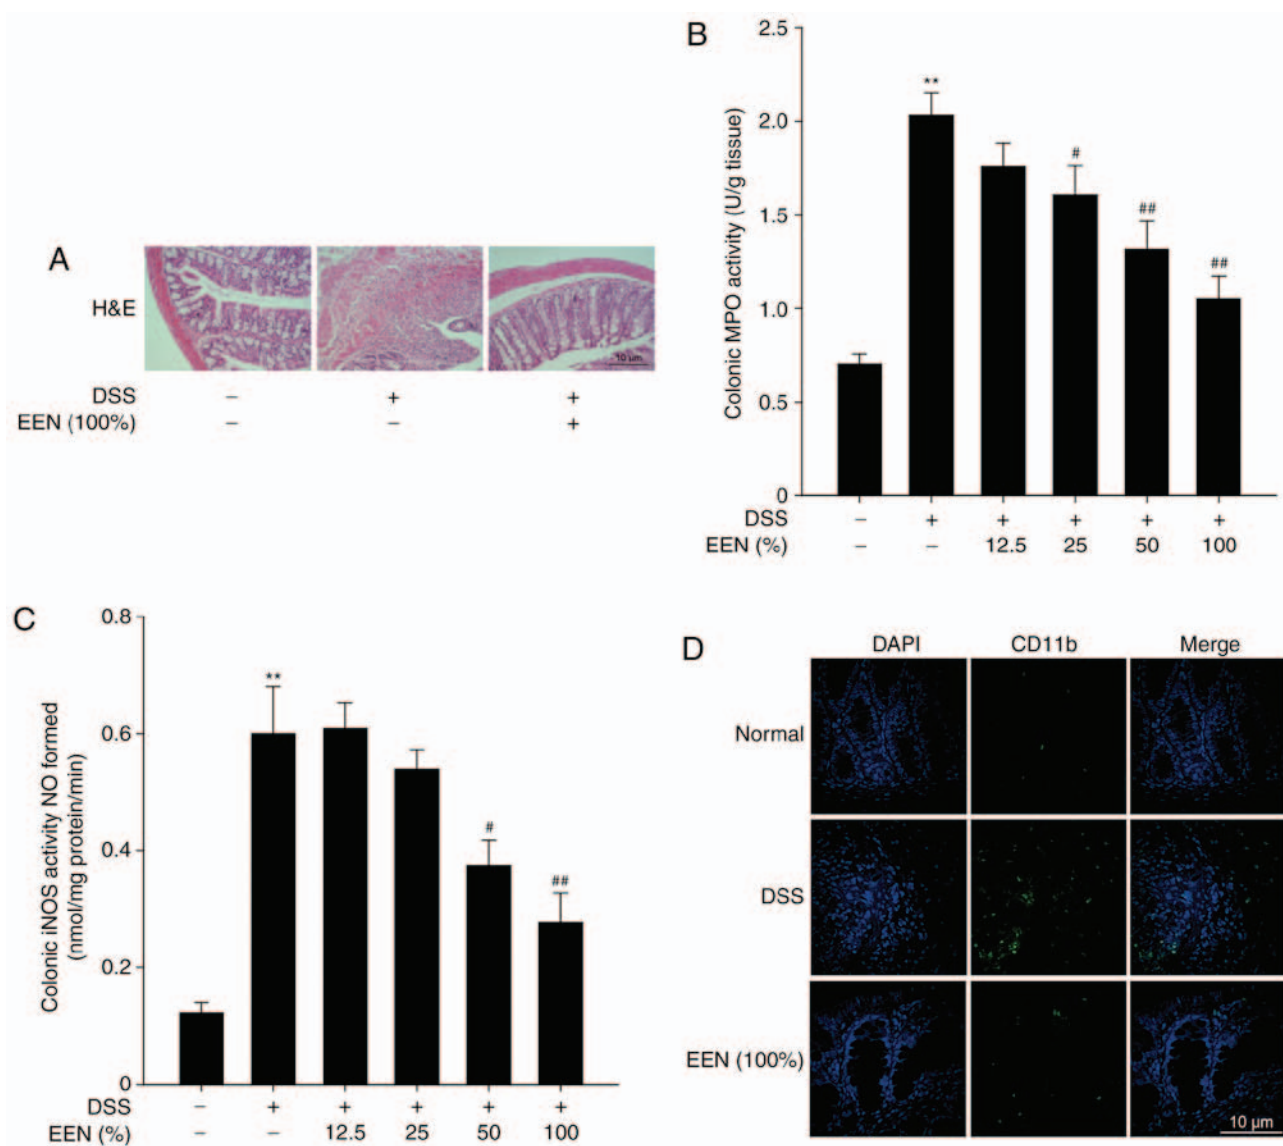 A
H&E
10 µm
DSS – + +
EEN (100%) – – +
B
Colonic MPO activity (U/g tissue)
2.5
2.0
1.5
1.0
0.5
0
**
#
##
##
DSS – + + + + +
EEN (%) – – 12.5 25 50 100
C
Colonic iNOS activity NO formed
(nmol/mg protein/min)
0.8
0.6
0.4
0.2
0
**
#
##
DSS – + + + + +
EEN (%) – – 12.5 25 50 100
D
DAPI CD11b Merge
Normal
DSS
EEN (100%)
10 µm